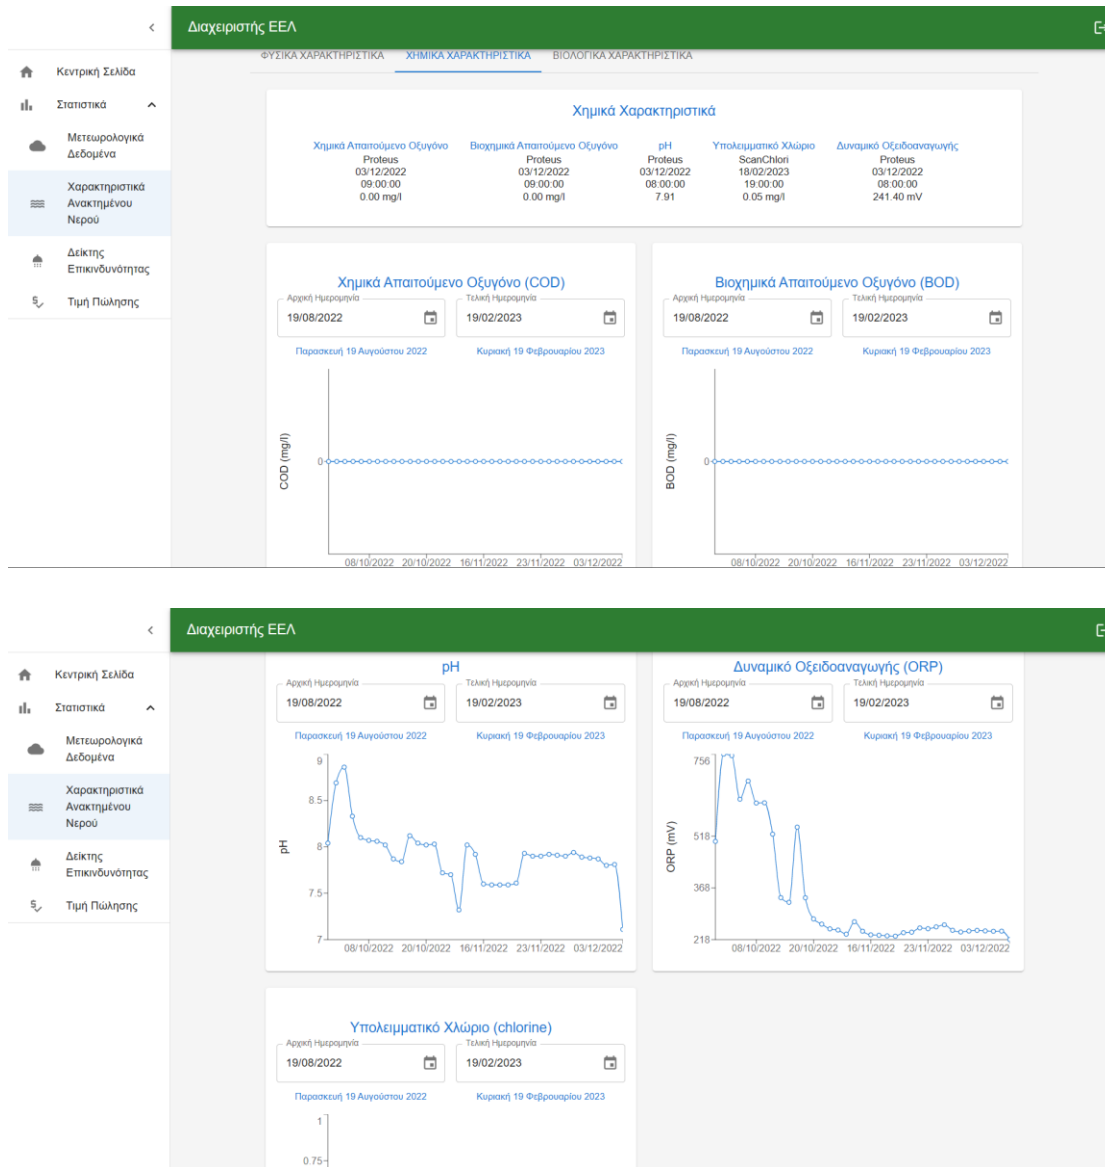 Διαχειριστής ΕΕΛ
Κεντρική Σελίδα
Στατιστικά
Μετεωρολογικά
Δεδομένα
Χαρακτηριστικά
Ανακτημένου
Νερού
Δείκτης
Επικινδυνότητας
Τιμή Πώλησης
ΦΥΣΙΚΑ ΧΑΡΑΚΤΗΡΙΣΤΙΚΑ ΧΗΜΙΚΑ ΧΑΡΑΚΤΗΡΙΣΤΙΚΑ ΒΙΟΛΟΓΙΚΑ ΧΑΡΑΚΤΗΡΙΣΤΙΚΑ
Χημικά Χαρακτηριστικά
Χημικά Απαιτούμενο Οξυγόνο Βιοχημικά Απαιτούμενο Οξυγόνο pH Υπολειμματικό Χλώριο Δυναμικό Οξειδοαναγωγής
Proteus Proteus Proteus ScanChlori Proteus
03/12/2022 03/12/2022 03/12/2022 18/02/2023 03/12/2022
09:00:00 09:00:00 08:00:00 19:00:00 08:00:00
0.00 mg/l 0.00 mg/l 7.91 0.05 mg/l 241.40 mV
Χημικά Απαιτούμενο Οξυγόνο (COD)
Αρχική Ημερομηνία Τελική Ημερομηνία
19/08/2022 19/02/2023
Παρασκευή 19 Αυγούστου 2022 Κυριακή 19 Φεβρουαρίου 2023
COD (mg/l)
0
08/10/2022 20/10/2022 16/11/2022 23/11/2022 03/12/2022
Βιοχημικά Απαιτούμενο Οξυγόνο (BOD)
Αρχική Ημερομηνία Τελική Ημερομηνία
19/08/2022 19/02/2023
Παρασκευή 19 Αυγούστου 2022 Κυριακή 19 Φεβρουαρίου 2023
BOD (mg/l)
0
08/10/2022 20/10/2022 16/11/2022 23/11/2022 03/12/2022
Διαχειριστής ΕΕΛ
Κεντρική Σελίδα
Στατιστικά
Μετεωρολογικά
Δεδομένα
Χαρακτηριστικά
Ανακτημένου
Νερού
Δείκτης
Επικινδυνότητας
Τιμή Πώλησης
pH
Αρχική Ημερομηνία Τελική Ημερομηνία
19/08/2022 19/02/2023
Παρασκευή 19 Αυγούστου 2022 Κυριακή 19 Φεβρουαρίου 2023
9
8.5
8
7.5
7
pH
08/10/2022 20/10/2022 16/11/2022 23/11/2022 03/12/2022
Δυναμικό Οξειδοαναγωγής (ORP)
Αρχική Ημερομηνία Τελική Ημερομηνία
19/08/2022 19/02/2023
Παρασκευή 19 Αυγούστου 2022 Κυριακή 19 Φεβρουαρίου 2023
756
518
368
218
ORP (mV)
08/10/2022 20/10/2022 16/11/2022 23/11/2022 03/12/2022
Υπολειμματικό Χλώριο (chlorine)
Αρχική Ημερομηνία Τελική Ημερομηνία
19/08/2022 19/02/2023
Παρασκευή 19 Αυγούστου 2022 Κυριακή 19 Φεβρουαρίου 2023
1
0.75